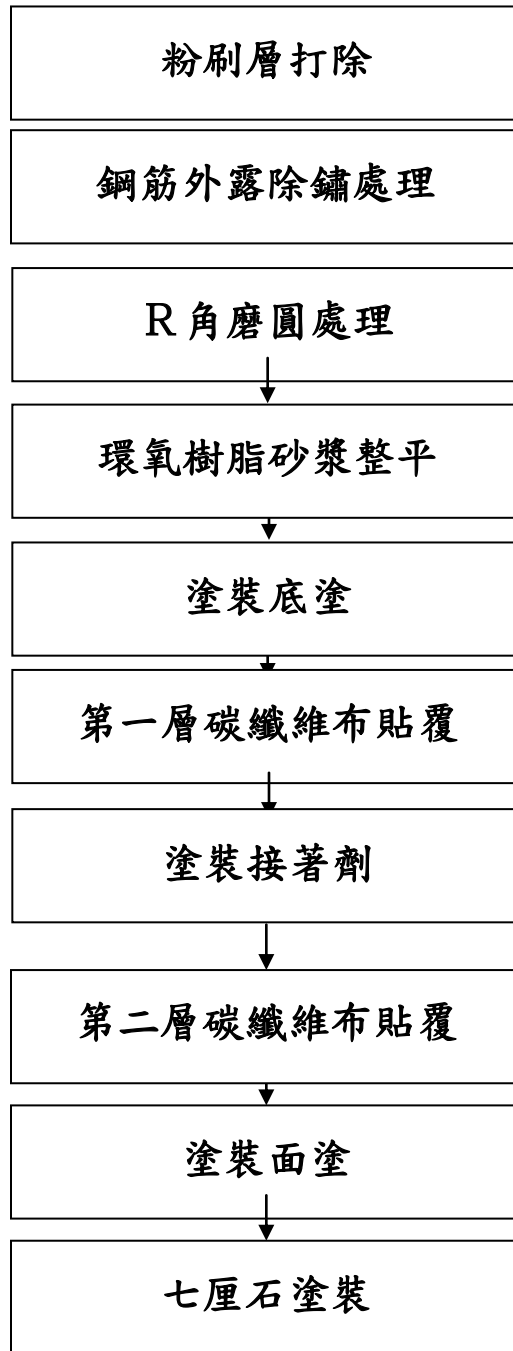 粉刷層打除
鋼筋外露除鏽處理
R角磨圓處理
環氧樹脂砂漿整平
塗裝底塗
第一層碳纖維布貼覆
塗裝接著劑
第二層碳纖維布貼覆
塗裝面塗
七厘石塗裝